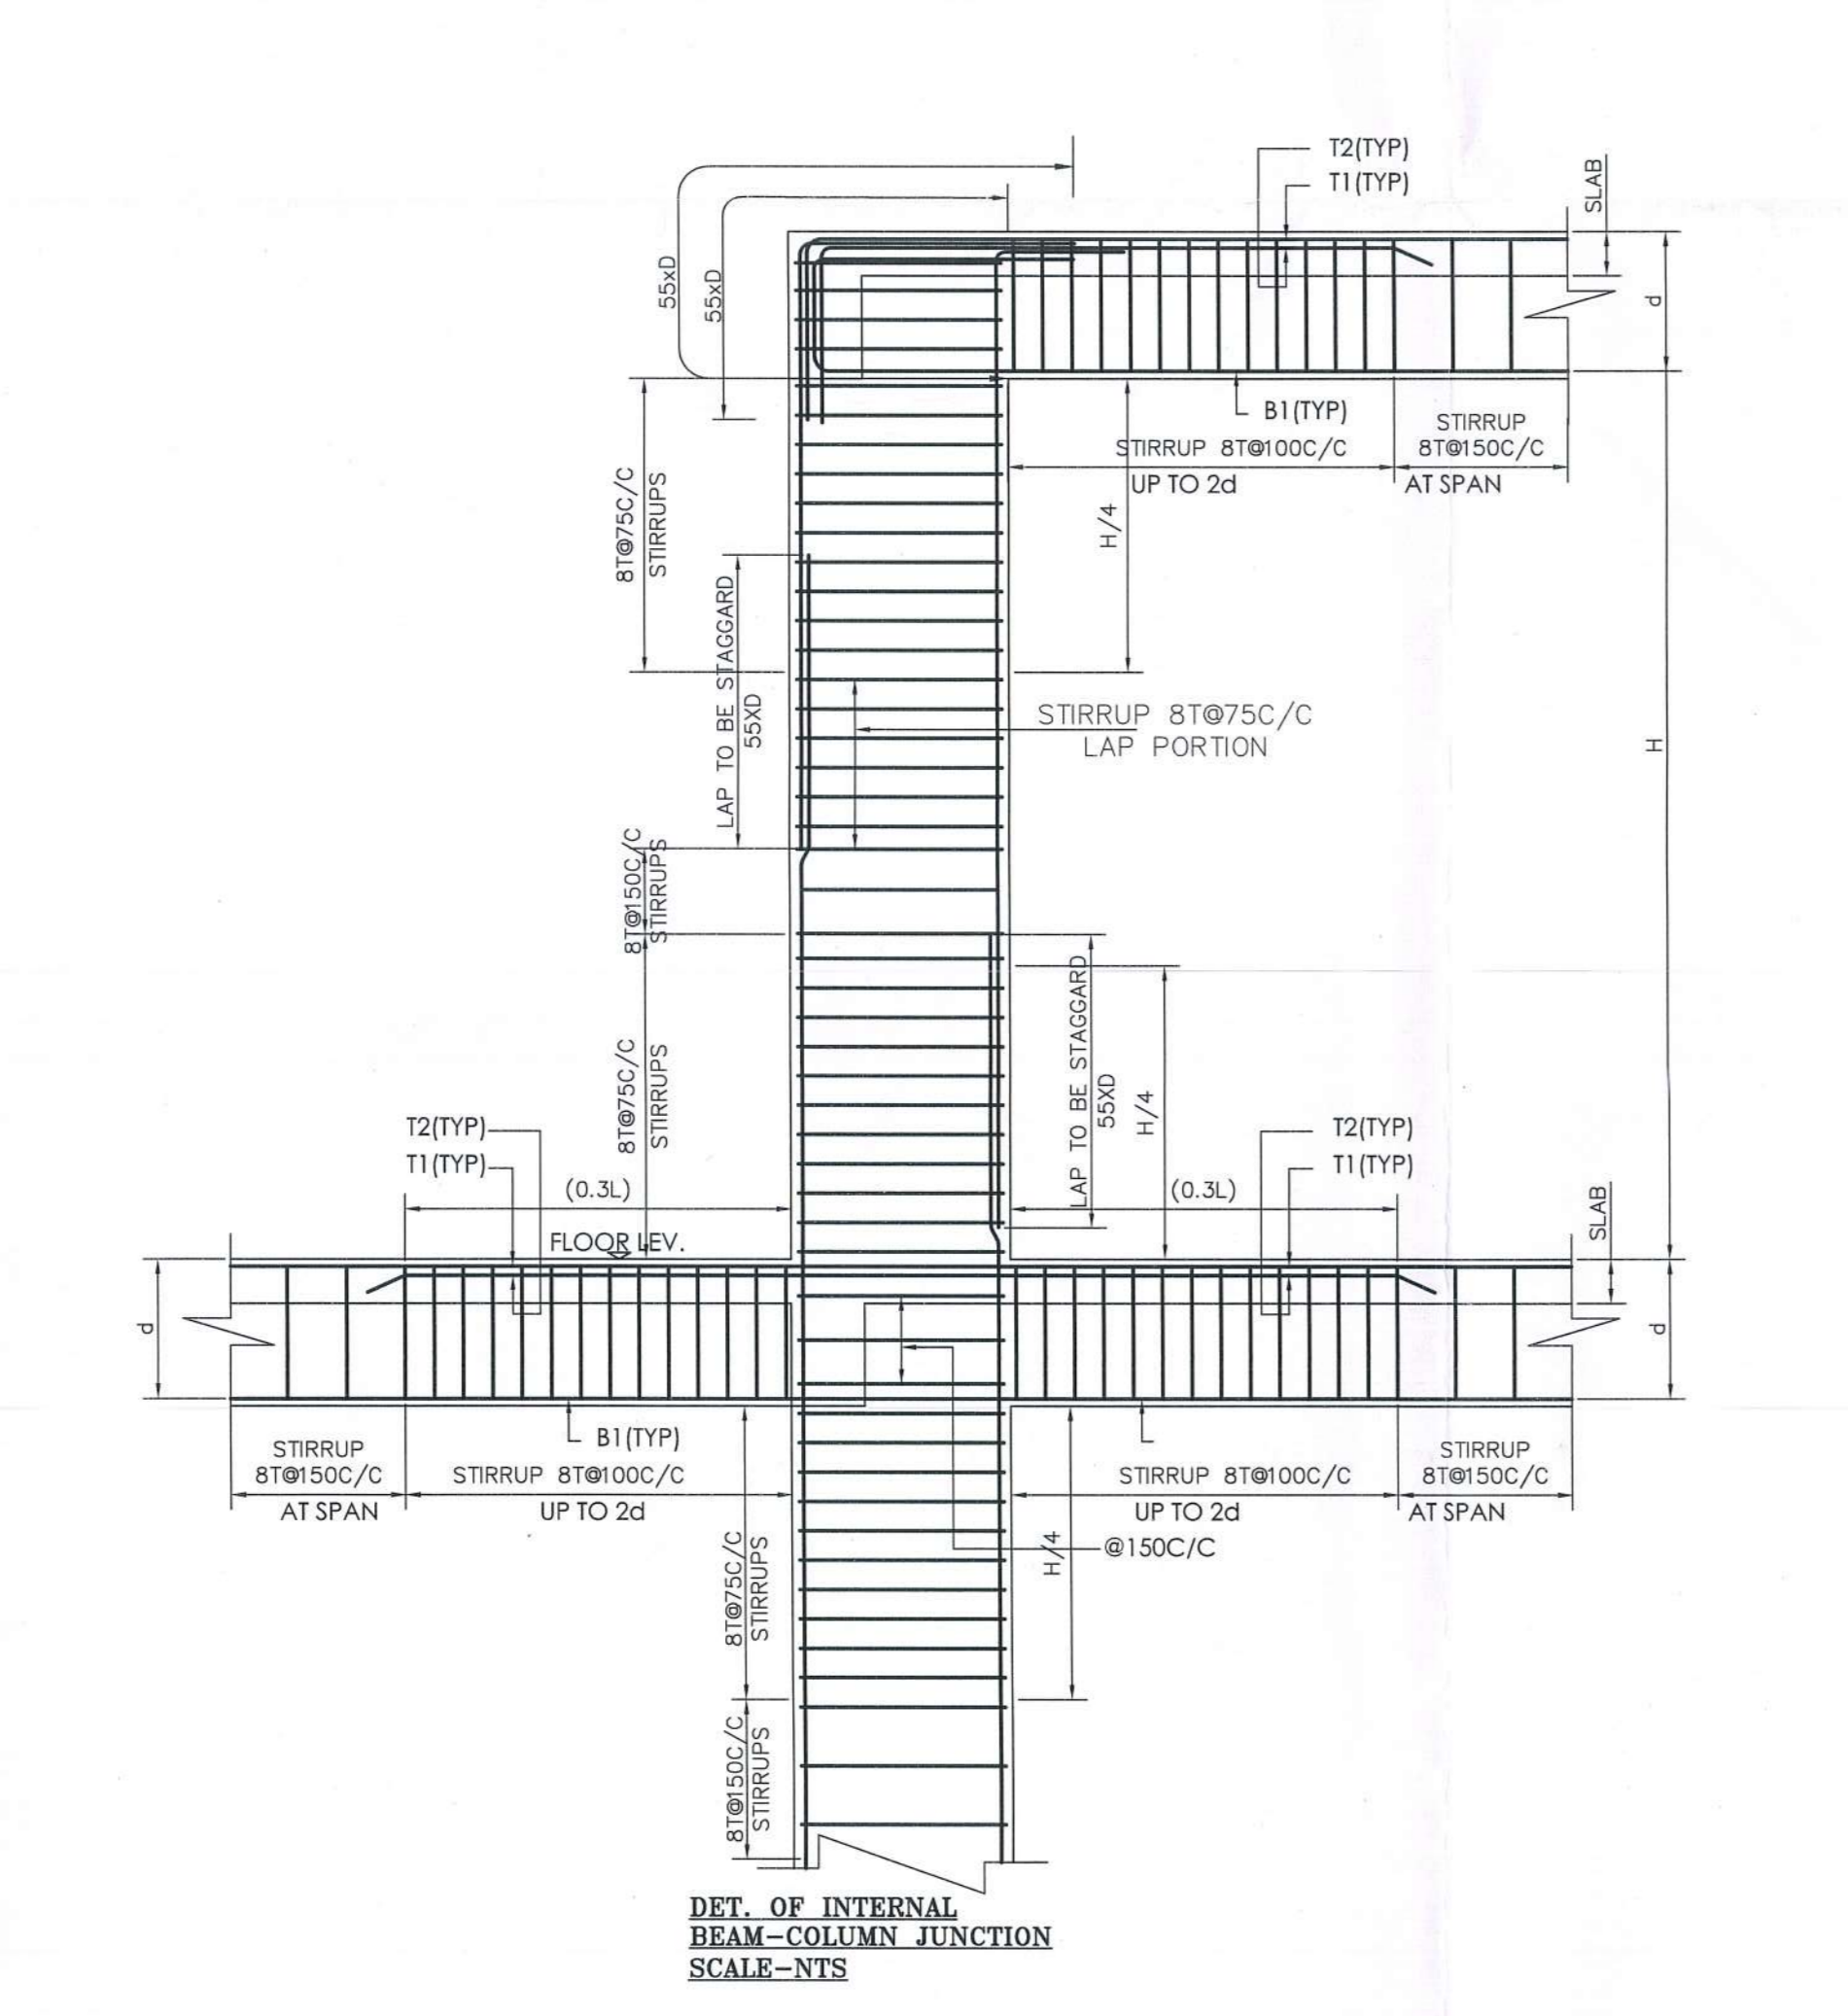 T2(TYP)
T1(TYP)
SLAB
55xD
55xD
d
B1(TYP)
STIRRUP 8T@100C/C
UP TO 2d
STIRRUP
8T@150C/C
AT SPAN
8T@75C/C
STIRRUPS
H/4
LAP TO BE STAGGARD
55XD
STIRRUP 8T@75C/C
LAP PORTION
H
8T@150C/C
STIRRUPS
8T@75C/C
STIRRUPS
LAP TO BE STAGGARD
55XD
H/4
T2(TYP)
T1(TYP)
(0.3L)
FLOOR LEV.
(0.3L)
T2(TYP)
T1(TYP)
SLAB
d
d
B1(TYP)
STIRRUP
8T@150C/C
AT SPAN
STIRRUP 8T@100C/C
UP TO 2d
STIRRUP 8T@100C/C
UP TO 2d
STIRRUP
8T@150C/C
AT SPAN
@150C/C
8T@75C/C
STIRRUPS
H/4
8T@150C/C
STIRRUPS
DET. OF INTERNAL
BEAM-COLUMN JUNCTION
SCALE-NTS